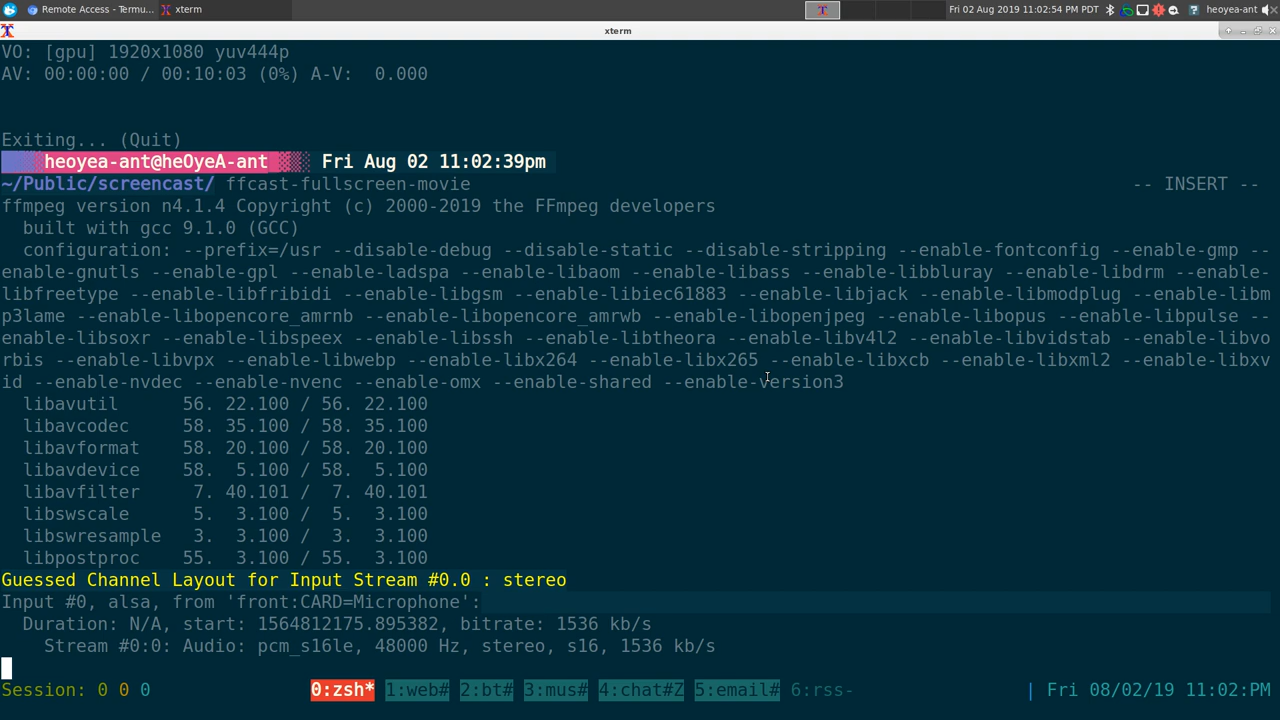 Remote Access - Termu... xterm Fri 02 Aug 2019 11:02:54 PM PDT heoyea-ant
xterm
VO: [gpu] 1920x1080 yuv444p
AV: 00:00:00 / 00:10:03 (0%) A-V:  0.000
Exiting... (Quit)
heoyea-ant@heOyeA-ant Fri Aug 02 11:02:39pm
~/Public/screencast/ ffcast-fullscreen-movie -- INSERT --
ffmpeg version n4.1.4 Copyright (c) 2000-2019 the FFmpeg developers
  built with gcc 9.1.0 (GCC)
  configuration: --prefix=/usr --disable-debug --disable-static --disable-stripping --enable-fontconfig --enable-gmp --
enable-gnutls --enable-gpl --enable-ladspa --enable-libaom --enable-libass --enable-libbluray --enable-libdrm --enable-
libfreetype --enable-libfribidi --enable-libgsm --enable-libiec61883 --enable-libjack --enable-libmodplug --enable-libm
p3lame --enable-libopencore_amrnb --enable-libopencore_amrwb --enable-libopenjpeg --enable-libopus --enable-libpulse --
enable-libsoxr --enable-libspeex --enable-libssh --enable-libtheora --enable-libv4l2 --enable-libvidstab --enable-libvo
rbis --enable-libvpx --enable-libwebp --enable-libx264 --enable-libx265 --enable-libxcb --enable-libxml2 --enable-libxv
id --enable-nvdec --enable-nvenc --enable-omx --enable-shared --enable-version3
  libavutil      56. 22.100 / 56. 22.100
  libavcodec     58. 35.100 / 58. 35.100
  libavformat    58. 20.100 / 58. 20.100
  libavdevice    58.  5.100 / 58.  5.100
  libavfilter     7. 40.101 /  7. 40.101
  libswscale      5.  3.100 /  5.  3.100
  libswresample   3.  3.100 /  3.  3.100
  libpostproc    55.  3.100 / 55.  3.100
Guessed Channel Layout for Input Stream #0.0 : stereo
Input #0, alsa, from 'front:CARD=Microphone':
  Duration: N/A, start: 1564812175.895382, bitrate: 1536 kb/s
    Stream #0:0: Audio: pcm_s16le, 48000 Hz, stereo, s16, 1536 kb/s
Session: 0 0 0 0:zsh* 1:web# 2:bt# 3:mus# 4:chat#Z 5:email# 6:rss- | Fri 08/02/19 11:02:PM